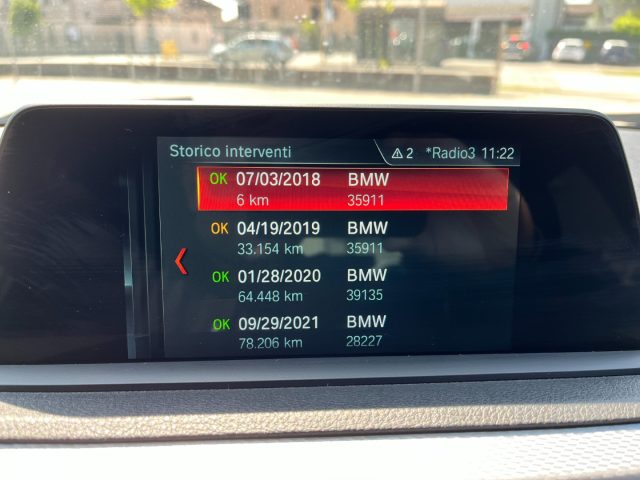 Storico interventi ⚠2 *Radio3 11:22
OK 07/03/2018 BMW
6 km 35911
OK 04/19/2019 BMW
33.154 km 35911
OK 01/28/2020 BMW
64.448 km 39135
OK 09/29/2021 BMW
78.206 km 28227